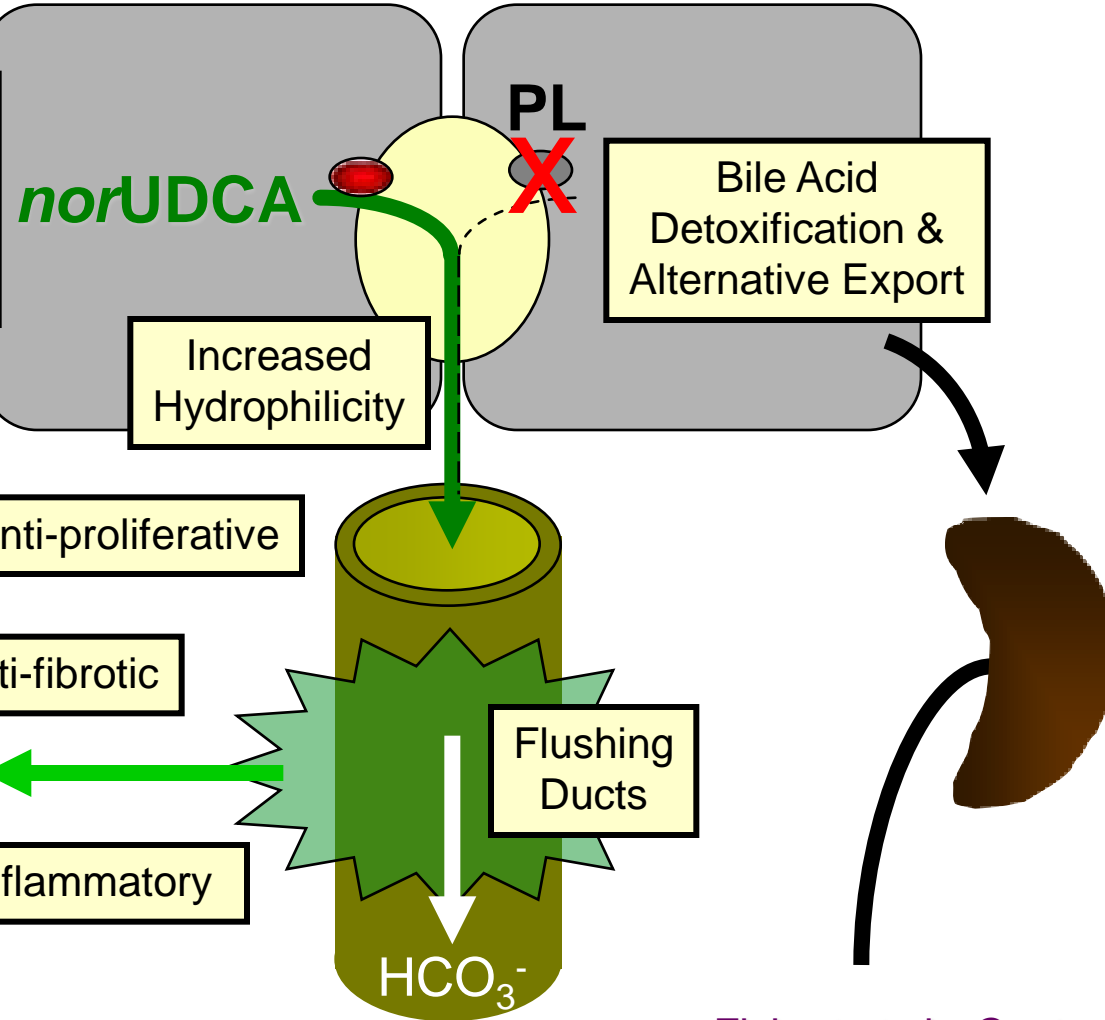 PL
norUDCA
Bile Acid
Detoxification &
Alternative Export
Increased
Hydrophilicity
nti-proliferative
ti-fibrotic
Flushing
Ducts
flammatory
HCO₃⁻